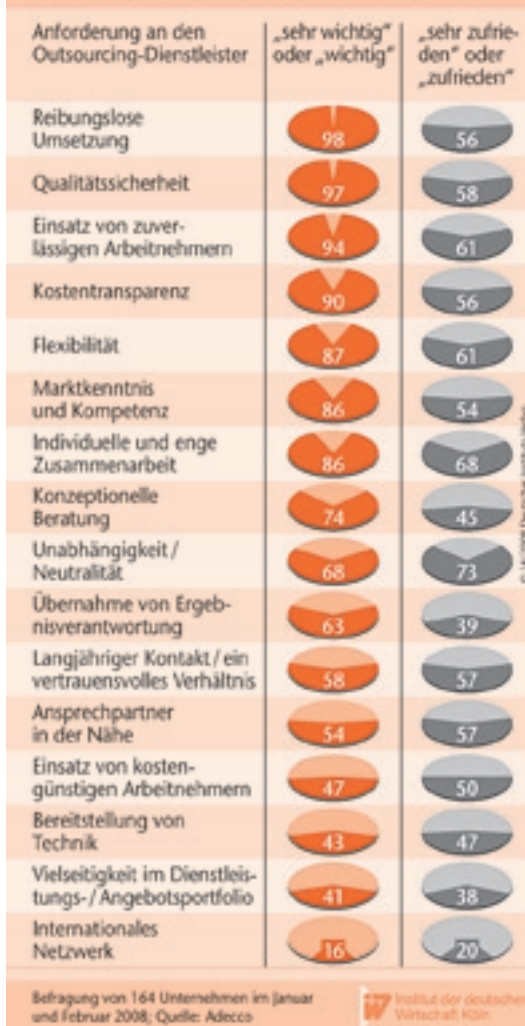 Anforderung an den
Outsourcing-Dienstleister
„sehr wichtig"
oder „wichtig"
„sehr zufrie-
den" oder
„zufrieden"
Reibungslose
Umsetzung
98
56
Qualitätssicherheit
97
58
Einsatz von zuver-
lässigen Arbeitnehmern
94
61
Kostentransparenz
90
56
Flexibilität
87
61
Marktkenntnis
und Kompetenz
86
54
Individuelle und enge
Zusammenarbeit
86
68
Konzeptionelle
Beratung
74
45
Unabhängigkeit/
Neutralität
68
73
Übernahme von Ergeb-
nisverantwortung
63
39
Langjähriger Kontakt/ein
vertrauensvolles Verhältnis
58
57
Ansprechpartner
in der Nähe
54
57
Einsatz von kosten-
günstigen Arbeitnehmern
47
50
Bereitstellung von
Technik
43
47
Vielseitigkeit im Dienstleis-
tungs-/Angebotsportfolio
41
38
Internationales
Netzwerk
16
20
Befragung von 164 Unternehmen im Januar
und Februar 2008; Quelle: Adecco
Institut der deutschen
Wirtschaft Köln